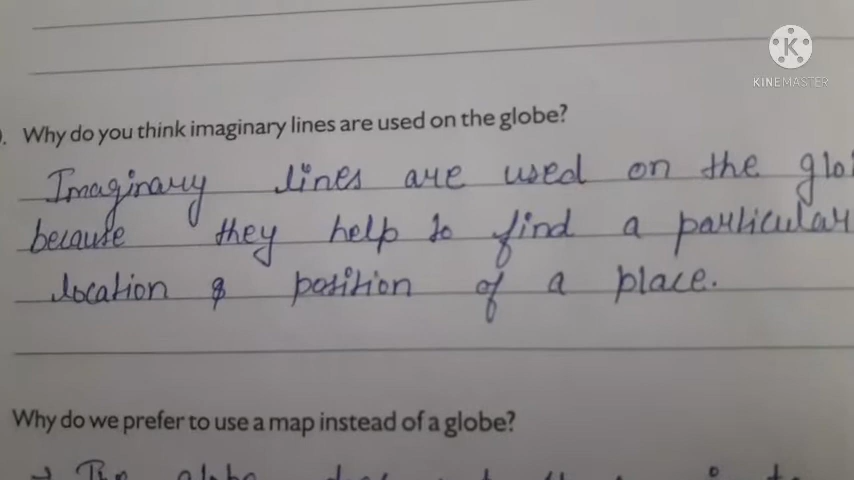 KINEMASTER
. Why do you think imaginary lines are used on the globe?
Imaginary lines are used on the glo
because they help to find a particular
location & position of a place.
Why do we prefer to use a map instead of a globe?